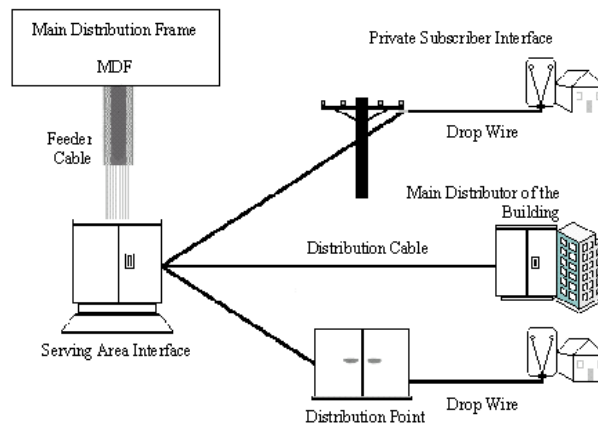 Main Distribution Frame
MDF
Private Subscriber Interface
Feeder
Cable
Drop Wire
Main Distributor of the
Building
Distribution Cable
Serving Area Interface
Distribution Point
Drop Wire